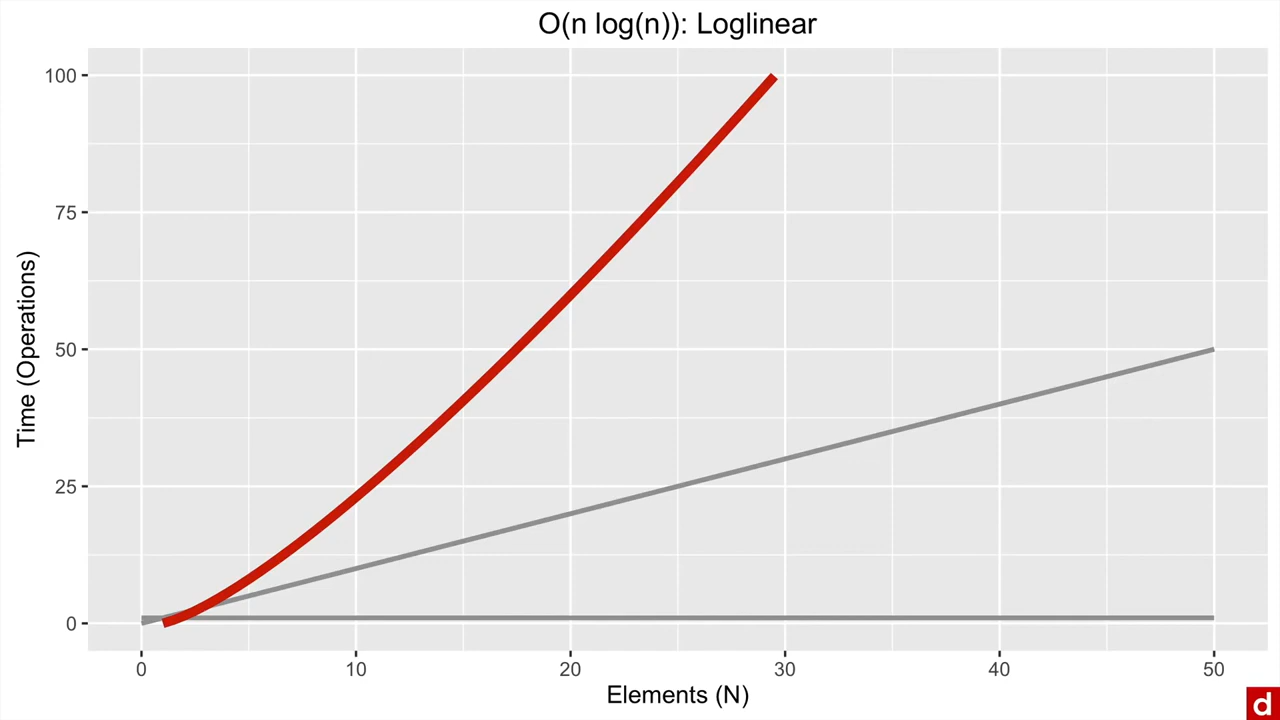 O(n log(n)): Loglinear
Time (Operations)
100
75
50
25
0
0 10 20 30 40 50
Elements (N)
d